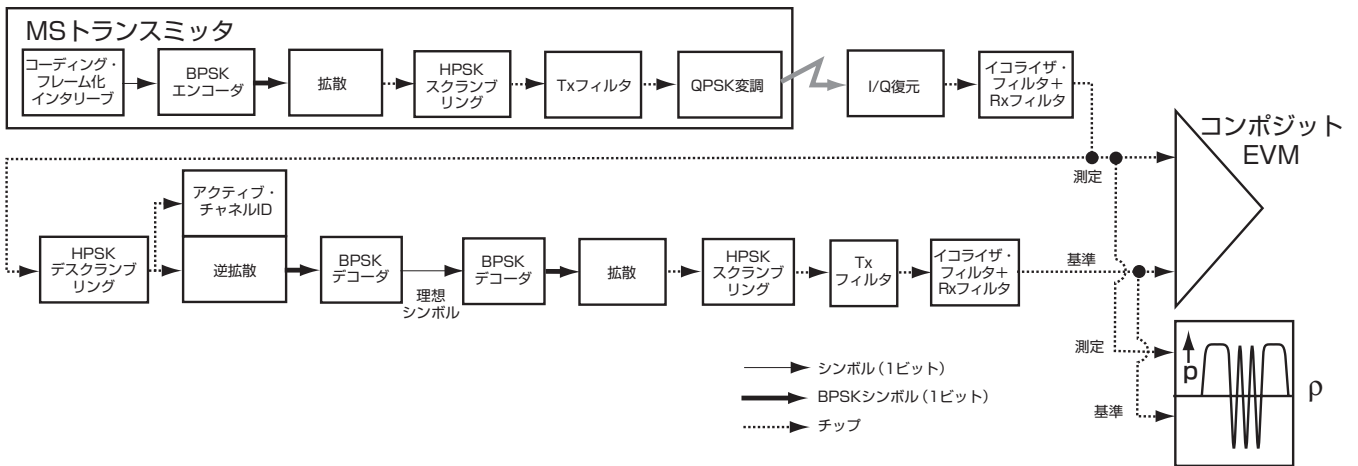 MSトランスミッタ
コーディング・
フレーム化
インタリーブ
BPSK
エンコーダ
拡散
HPSK
スクランブ
リング
Txフィルタ
QPSK変調
I/Q復元
イコライザ・
フィルタ+
Rxフィルタ
コンポジット
EVM
測定
アクティブ・
チャネルID
HPSK
デスクランブ
リング
逆拡散
BPSK
デコーダ
理想
シンボル
BPSK
デコーダ
拡散
HPSK
スクランブ
リング
Tx
フィルタ
イコライザ・
フィルタ+
Rxフィルタ
基準
測定
p
ρ
基準
シンボル(1ビット)
BPSKシンボル(1ビット)
チップ